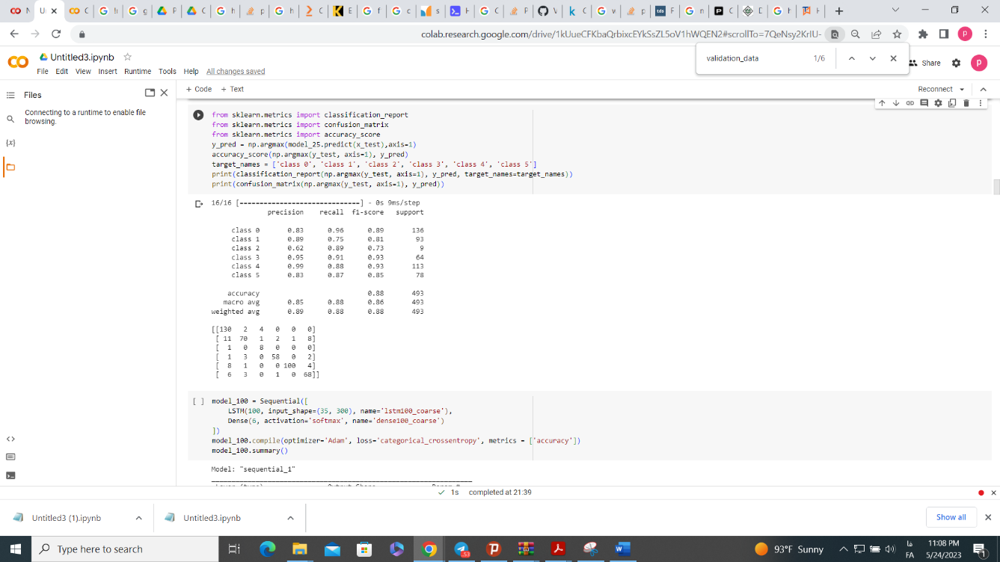 colab.research.google.com/drive/1kUueCFKbaQrbixcEYkSsZL5oV1hWQEN2#scrollTo=7QeNsy2KrIU-
validation_data 1/6
Untitled3.ipynb
File Edit View Insert Runtime Tools Help All changes saved
Share
Files
+ Code + Text
Reconnect
Connecting to a runtime to enable file
browsing.
from sklearn.metrics import classification_report
from sklearn.metrics import confusion_matrix
from sklearn.metrics import accuracy_score
y_pred = np.argmax(model_25.predict(x_test),axis=1)
accuracy_score(np.argmax(y_test, axis=1), y_pred)
target_names = ['class 0', 'class 1', 'class 2', 'class 3', 'class 4', 'class 5']
print(classification_report(np.argmax(y_test, axis=1), y_pred, target_names=target_names))
print(confusion_matrix(np.argmax(y_test, axis=1), y_pred))
16/16 [==============================] - 0s 9ms/step
precision recall f1-score support
class 0 0.83 0.96 0.89 136
class 1 0.89 0.75 0.81 93
class 2 0.62 0.89 0.73 9
class 3 0.95 0.91 0.93 64
class 4 0.99 0.88 0.93 113
class 5 0.83 0.87 0.85 78
accuracy 0.88 493
macro avg 0.85 0.88 0.86 493
weighted avg 0.89 0.88 0.88 493
[[130 2 4 0 0 0]
[ 11 70 1 2 1 8]
[ 1 0 8 0 0 0]
[ 1 3 0 58 0 2]
[ 8 1 0 0 100 4]
[ 6 3 0 1 0 68]]
[ ] model_100 = Sequential([
LSTM(100, input_shape=(35, 300), name='lstm100_coarse'),
Dense(6, activation='softmax', name='dense100_coarse')
])
model_100.compile(optimizer='Adam', loss='categorical_crossentropy', metrics = ['accuracy'])
model_100.summary()
Model: "sequential_1"
1s completed at 21:39
Untitled3 (1).ipynb
Untitled3.ipynb
Show all
Type here to search
93°F Sunny
فا
FA
11:08 PM
5/24/2023